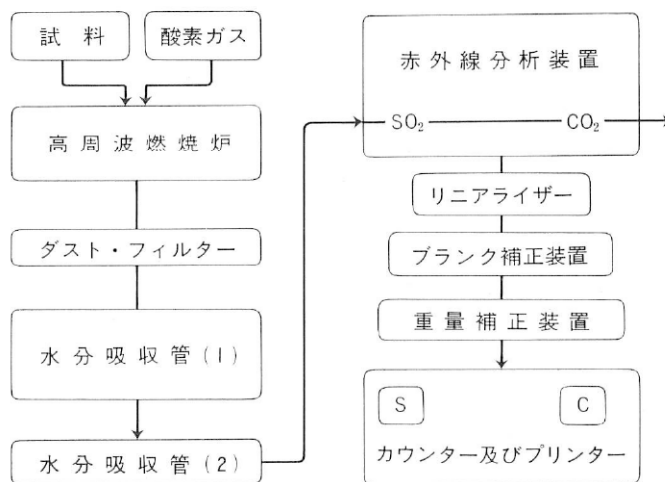 試料
酸素ガス
高周波燃焼炉
ダスト・フィルター
水分吸収管(1)
水分吸収管(2)
赤外線分析装置
SO₂
CO₂
リニアライザー
ブランク補正装置
重量補正装置
S
C
カウンター及びプリンター